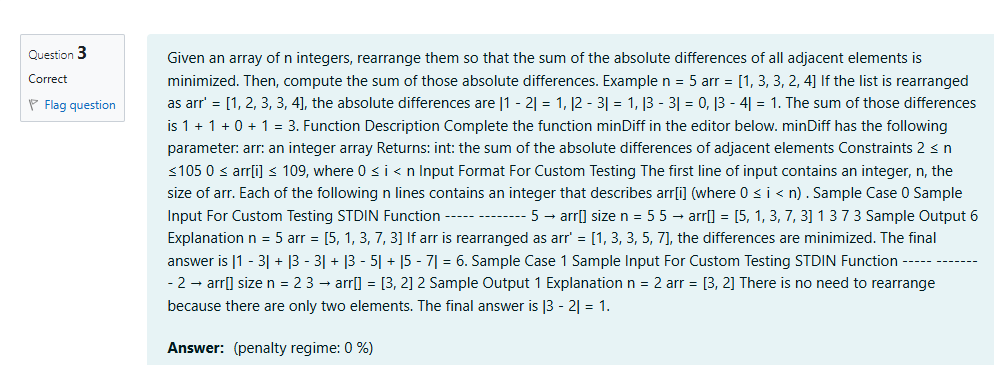 Question 3
Correct
Flag question
Given an array of n integers, rearrange them so that the sum of the absolute differences of all adjacent elements is
minimized. Then, compute the sum of those absolute differences. Example n = 5 arr = [1, 3, 3, 2, 4] If the list is rearranged
as arr' = [1, 2, 3, 3, 4], the absolute differences are |1 - 2| = 1, |2 - 3| = 1, |3 - 3| = 0, |3 - 4| = 1. The sum of those differences
is 1 + 1 + 0 + 1 = 3. Function Description Complete the function minDiff in the editor below. minDiff has the following
parameter: arr: an integer array Returns: int: the sum of the absolute differences of adjacent elements Constraints 2 ≤ n
≤105 0 ≤ arr[i] ≤ 109, where 0 ≤ i < n Input Format For Custom Testing The first line of input contains an integer, n, the
size of arr. Each of the following n lines contains an integer that describes arr[i] (where 0 ≤ i < n) . Sample Case 0 Sample
Input For Custom Testing STDIN Function ----- -------- 5 → arr[] size n = 5 5 → arr[] = [5, 1, 3, 7, 3] 1 3 7 3 Sample Output 6
Explanation n = 5 arr = [5, 1, 3, 7, 3] If arr is rearranged as arr' = [1, 3, 3, 5, 7], the differences are minimized. The final
answer is |1 - 3| + |3 - 3| + |3 - 5| + |5 - 7| = 6. Sample Case 1 Sample Input For Custom Testing STDIN Function ----- -------
- 2 → arr[] size n = 2 3 → arr[] = [3, 2] 2 Sample Output 1 Explanation n = 2 arr = [3, 2] There is no need to rearrange
because there are only two elements. The final answer is |3 - 2| = 1.
Answer: (penalty regime: 0 %)